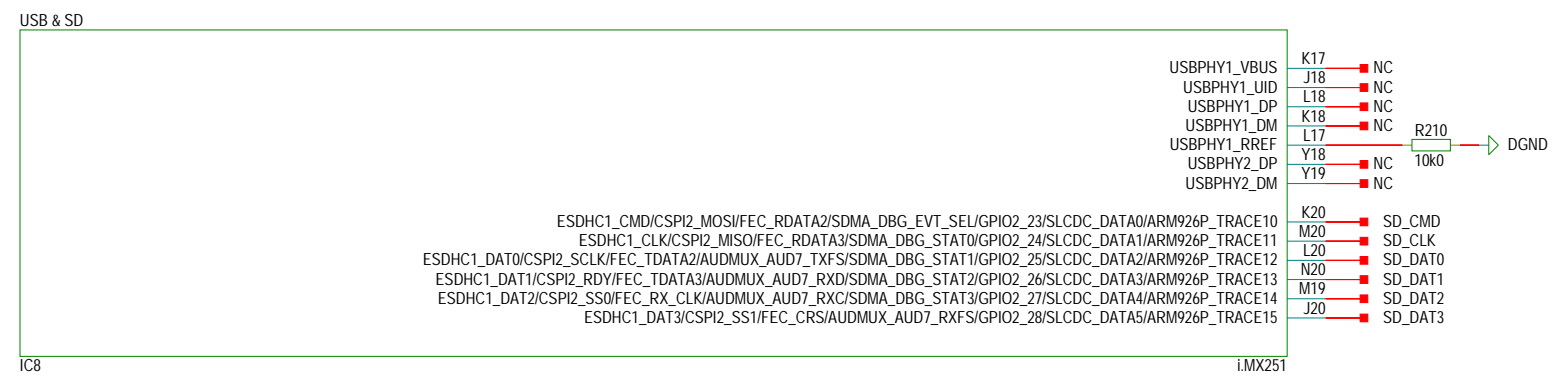 USB & SD
USBPHY1_VBUS K17 NC
USBPHY1_UID J18 NC
USBPHY1_DP L18 NC
USBPHY1_DM K18 NC
USBPHY1_RREF L17 R210 10k0 DGND
USBPHY2_DP Y18 NC
USBPHY2_DM Y19 NC
ESDHC1_CMD/CSPI2_MOSI/FEC_RDATA2/SDMA_DBG_EVT_SEL/GPIO2_23/SLCDC_DATA0/ARM926P_TRACE10 K20 SD_CMD
ESDHC1_CLK/CSPI2_MISO/FEC_RDATA3/SDMA_DBG_STAT0/GPIO2_24/SLCDC_DATA1/ARM926P_TRACE11 M20 SD_CLK
ESDHC1_DAT0/CSPI2_SCLK/FEC_TDATA2/AUDMUX_AUD7_TXFS/SDMA_DBG_STAT1/GPIO2_25/SLCDC_DATA2/ARM926P_TRACE12 L20 SD_DAT0
ESDHC1_DAT1/CSPI2_RDY/FEC_TDATA3/AUDMUX_AUD7_RXD/SDMA_DBG_STAT2/GPIO2_26/SLCDC_DATA3/ARM926P_TRACE13 N20 SD_DAT1
ESDHC1_DAT2/CSPI2_SS0/FEC_RX_CLK/AUDMUX_AUD7_RXC/SDMA_DBG_STAT3/GPIO2_27/SLCDC_DATA4/ARM926P_TRACE14 M19 SD_DAT2
ESDHC1_DAT3/CSPI2_SS1/FEC_CRS/AUDMUX_AUD7_RXFS/GPIO2_28/SLCDC_DATA5/ARM926P_TRACE15 J20 SD_DAT3
IC8 i.MX251